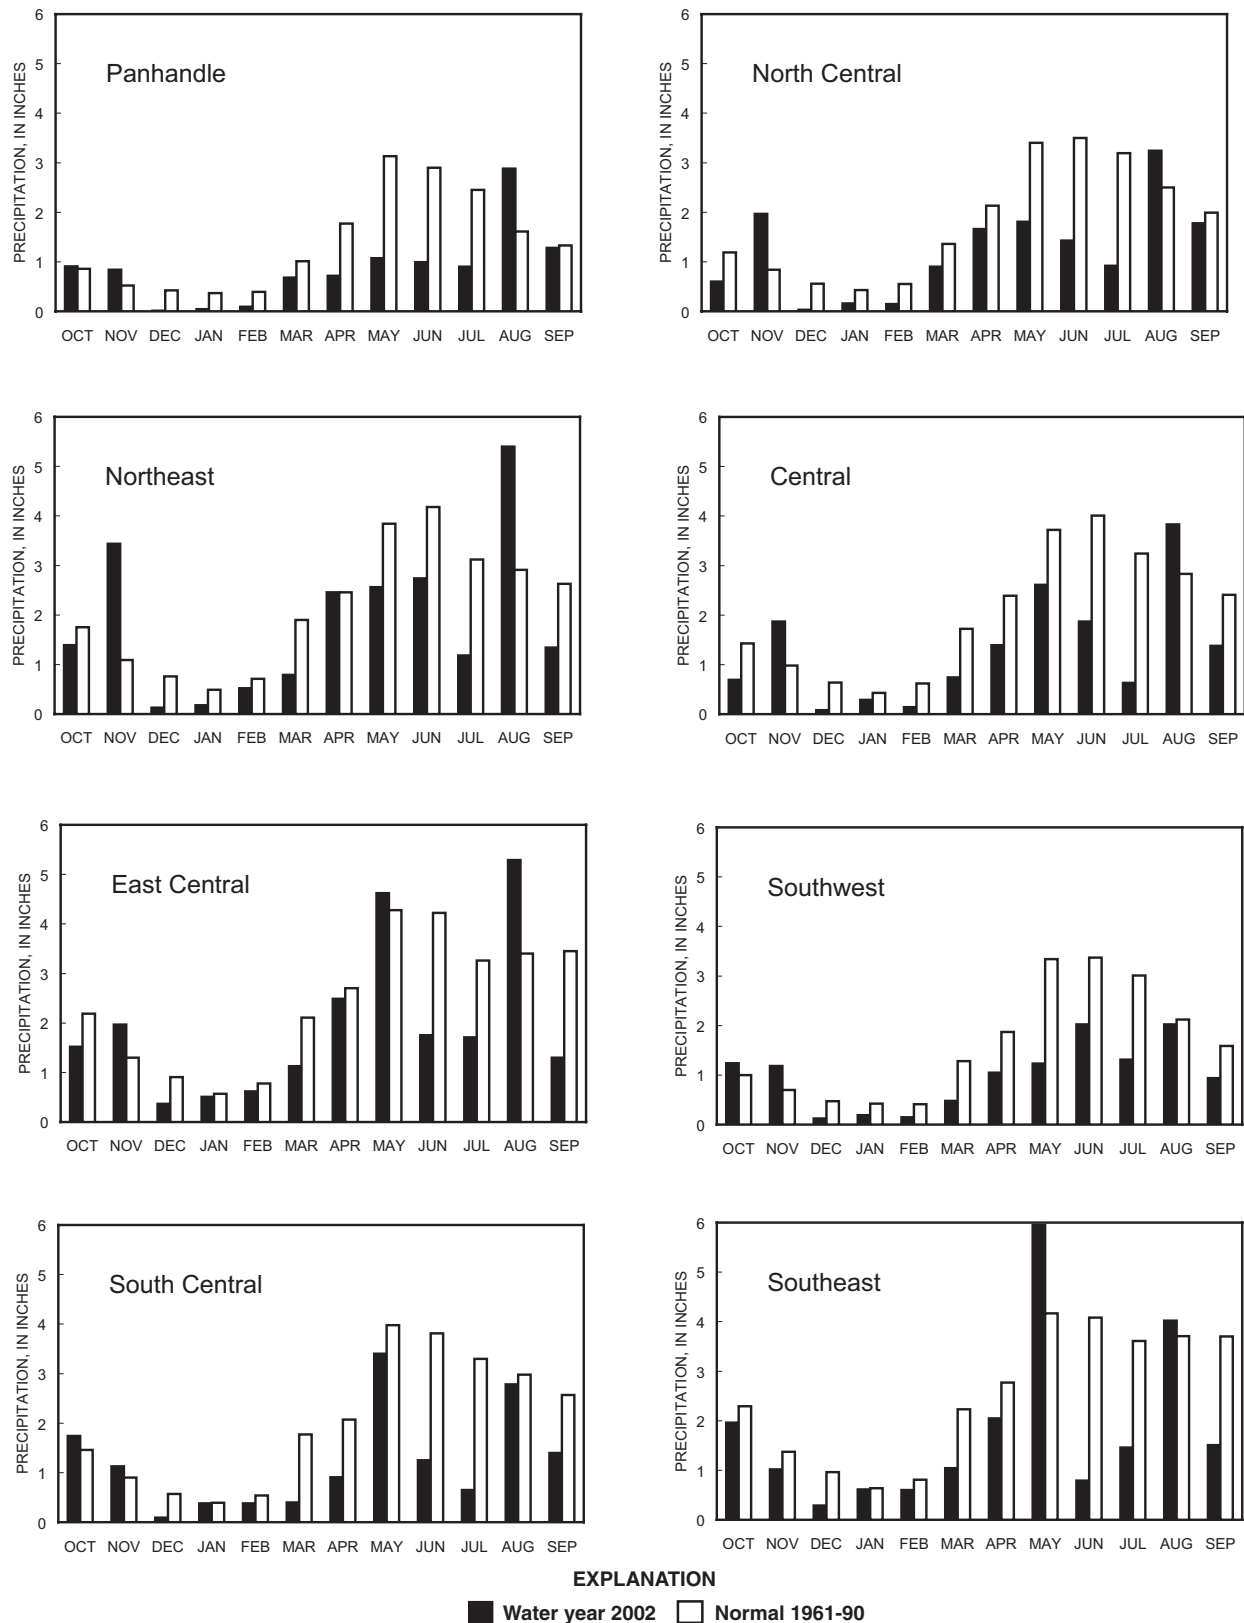 6
5
4
3
2
1
0
PRECIPITATION, IN INCHES
Panhandle
OCT NOV DEC JAN FEB MAR APR MAY JUN JUL AUG SEP
6
5
4
3
2
1
0
PRECIPITATION, IN INCHES
North Central
OCT NOV DEC JAN FEB MAR APR MAY JUN JUL AUG SEP
6
5
4
3
2
1
0
PRECIPITATION, IN INCHES
Northeast
OCT NOV DEC JAN FEB MAR APR MAY JUN JUL AUG SEP
6
5
4
3
2
1
0
PRECIPITATION, IN INCHES
Central
OCT NOV DEC JAN FEB MAR APR MAY JUN JUL AUG SEP
6
5
4
3
2
1
0
PRECIPITATION, IN INCHES
East Central
OCT NOV DEC JAN FEB MAR APR MAY JUN JUL AUG SEP
6
5
4
3
2
1
0
PRECIPITATION, IN INCHES
Southwest
OCT NOV DEC JAN FEB MAR APR MAY JUN JUL AUG SEP
6
5
4
3
2
1
0
PRECIPITATION, IN INCHES
South Central
OCT NOV DEC JAN FEB MAR APR MAY JUN JUL AUG SEP
6
5
4
3
2
1
0
PRECIPITATION, IN INCHES
Southeast
OCT NOV DEC JAN FEB MAR APR MAY JUN JUL AUG SEP
EXPLANATION
Water year 2002 Normal 1961-90